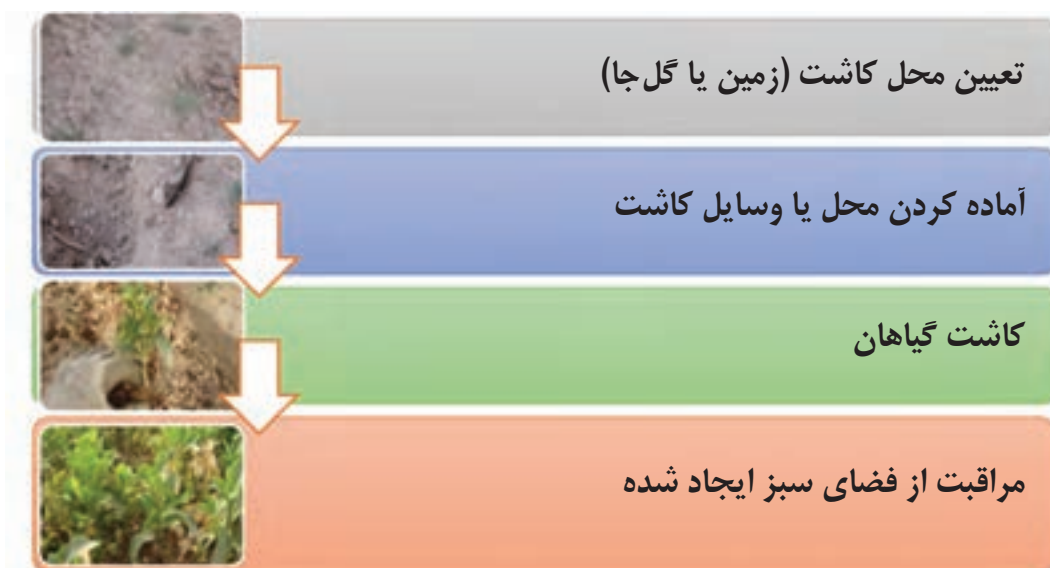 تعیین محل کاشت (زمین یا گل‌جا)
آماده کردن محل یا وسایل کاشت
کاشت گیاهان
مراقبت از فضای سبز ایجاد شده